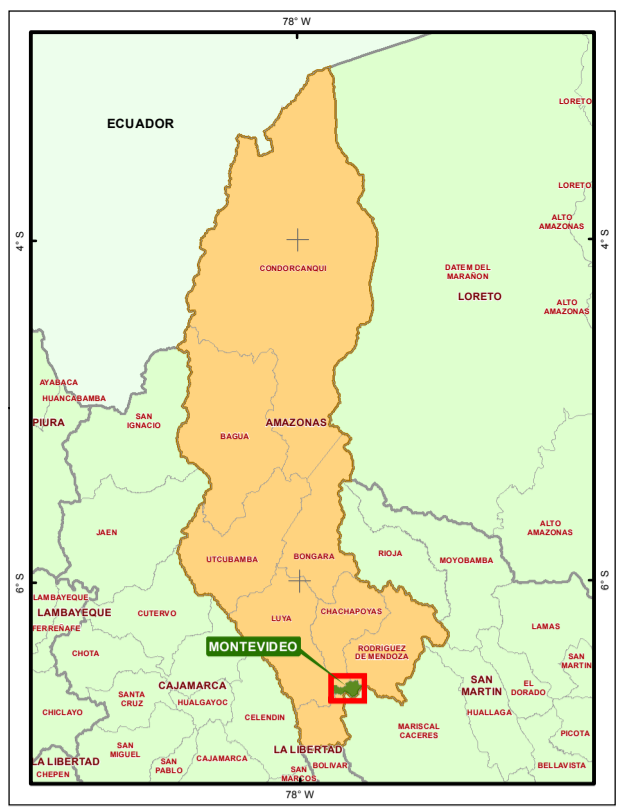 78° W
ECUADOR
LORETO
LORETO
ALTO
AMAZONAS
4° S
4° S
CONDORCANQUI
DATEM DEL
MARAÑON
LORETO
ALTO
AMAZONAS
AYABACA
HUANCABAMBA
SAN
IGNACIO
PIURA
AMAZONAS
BAGUA
JAEN
ALTO
AMAZONAS
UTCUBAMBA
BONGARA
RIOJA
MOYOBAMBA
6° S
6° S
LAMBAYEQUE
LAMBAYEQUE
FERREÑAFE
CUTERVO
LUYA
CHACHAPOYAS
LAMAS
CHOTA
MONTEVIDEO
RODRIGUEZ
DE MENDOZA
SAN
MARTIN
CAJAMARCA
SANTA
CRUZ
HUALGAYOC
SAN
MARTIN
EL
DORADO
CHICLAYO
CELENDIN
HUALLAGA
MARISCAL
CACERES
PICOTA
SAN
MIGUEL
LA LIBERTAD
LA LIBERTAD
CHEPEN
SAN
PABLO
CAJAMARCA
SAN
MARCOS
BOLIVAR
BELLAVISTA
78° W